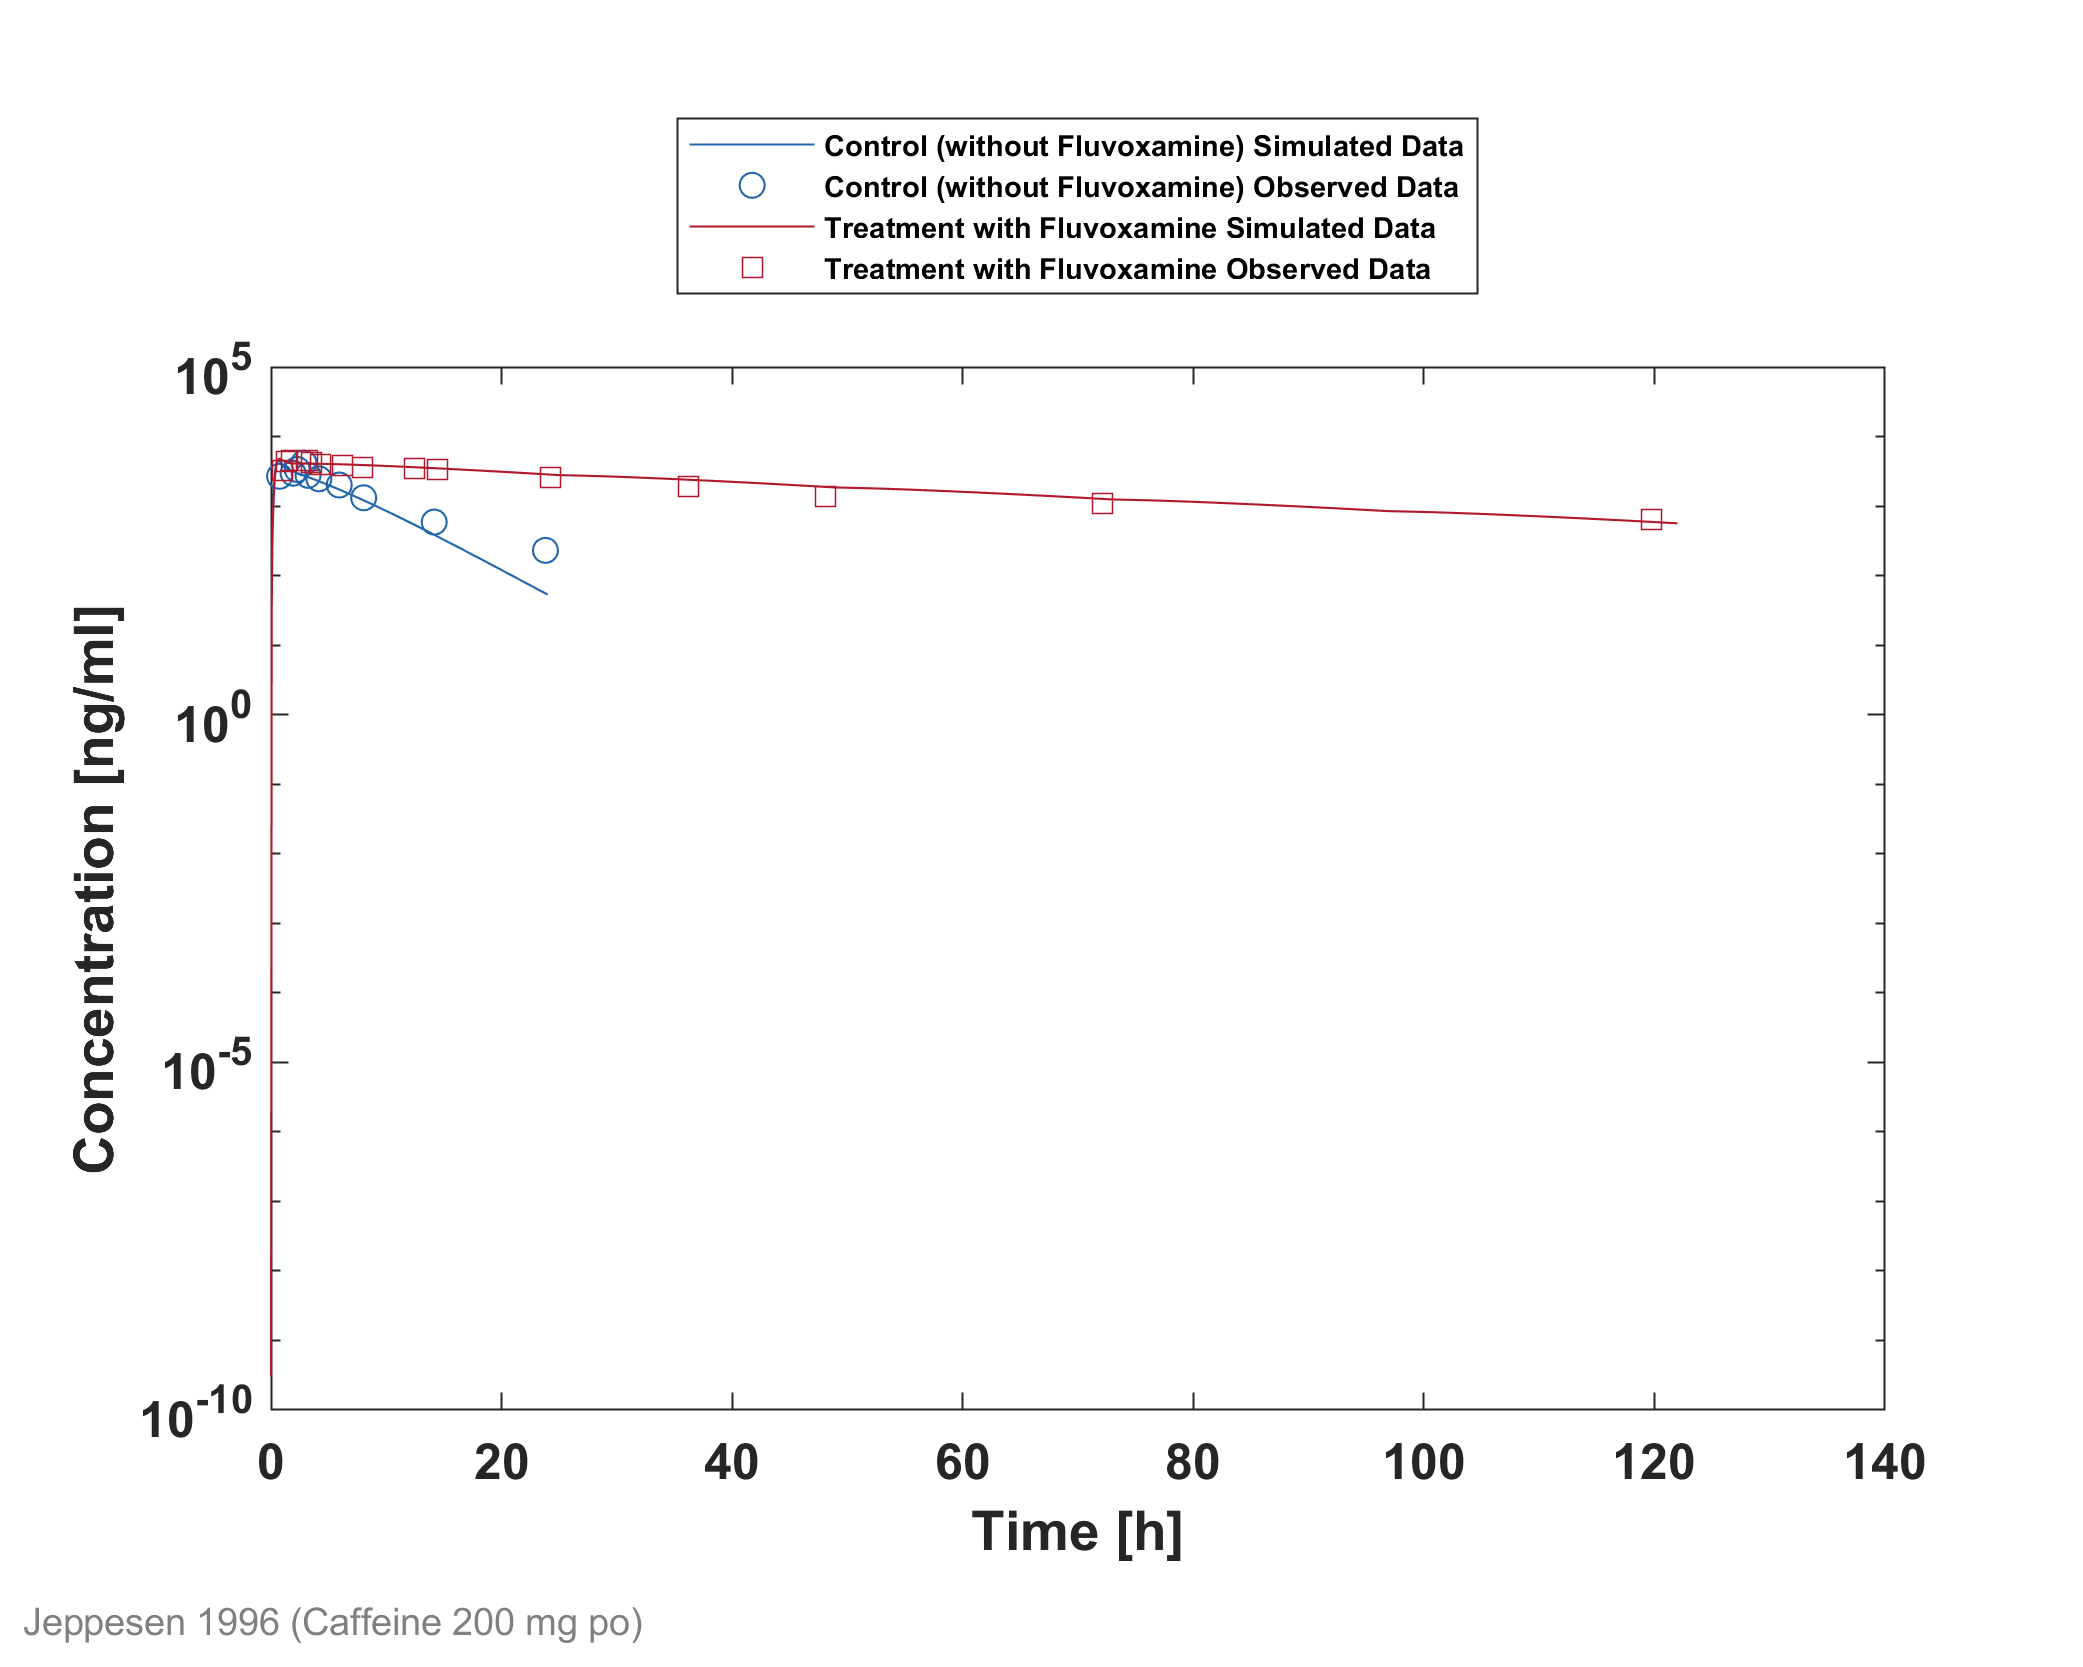 Control (without Fluvoxamine) Simulated Data
Control (without Fluvoxamine) Observed Data
Treatment with Fluvoxamine Simulated Data
Treatment with Fluvoxamine Observed Data
10^5
10^0
10^-5
10^-10
Concentration [ng/ml]
0 20 40 60 80 100 120 140
Time [h]
Jeppesen 1996 (Caffeine 200 mg po)